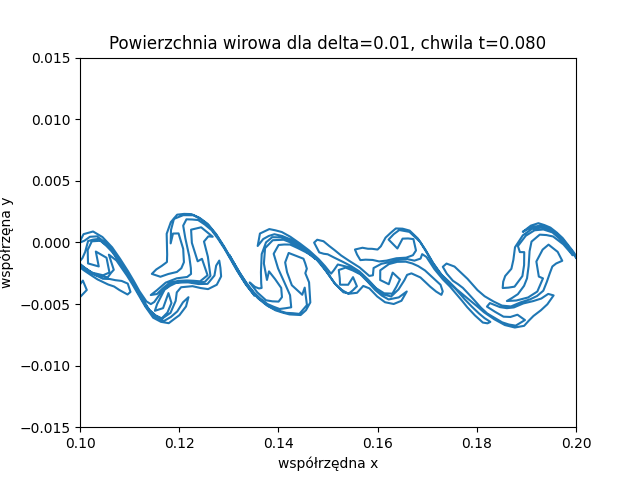 Powierzchnia wirowa dla delta=0.01, chwila t=0.080
0.015
0.010
0.005
0.000
−0.005
−0.010
−0.015
współrzęna y
0.10 0.12 0.14 0.16 0.18 0.20
współrzędna x